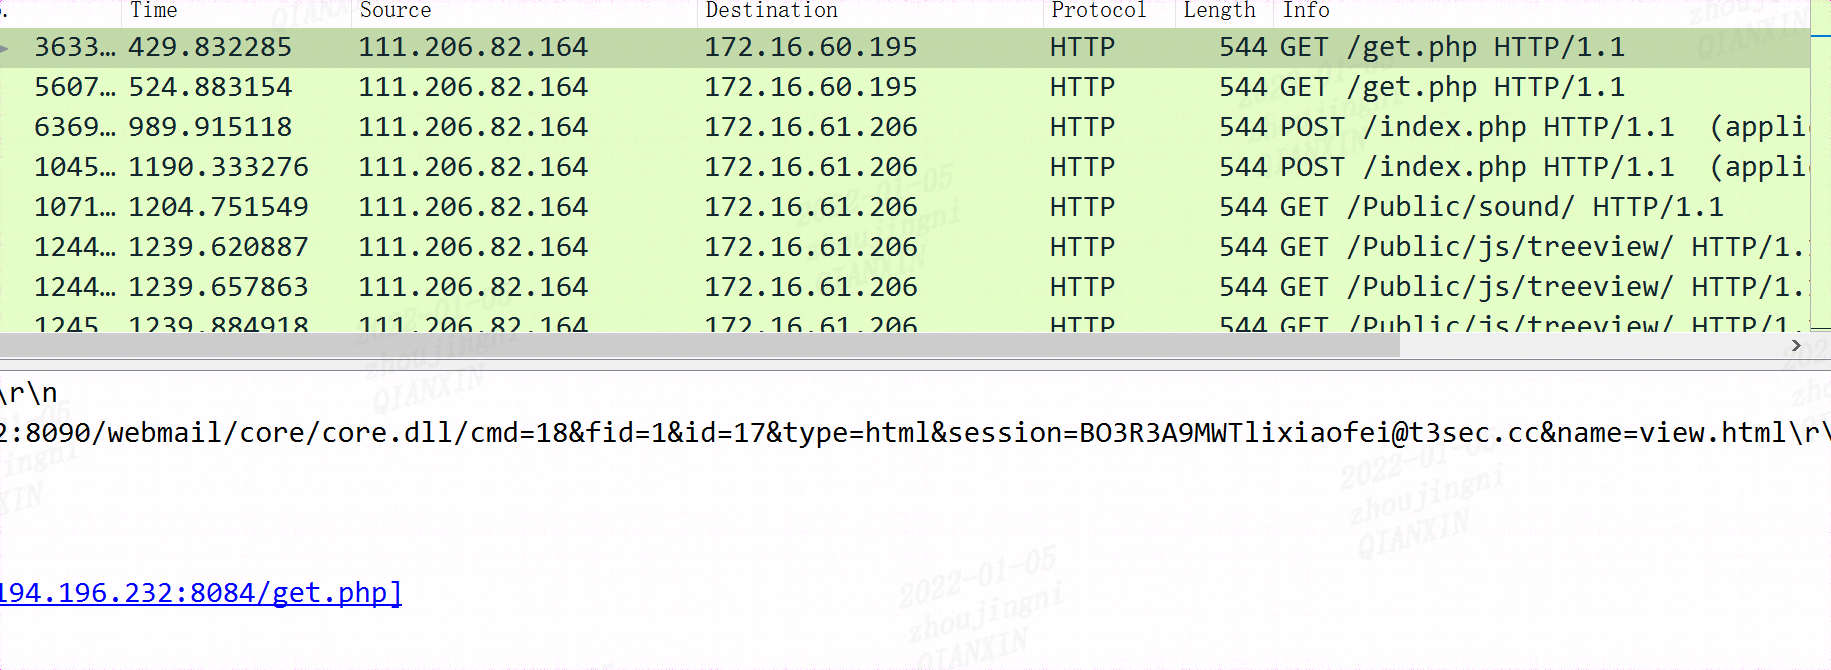 Time Source Destination Protocol Length Info
3633… 429.832285 111.206.82.164 172.16.60.195 HTTP 544 GET /get.php HTTP/1.1
5607… 524.883154 111.206.82.164 172.16.60.195 HTTP 544 GET /get.php HTTP/1.1
6369… 989.915118 111.206.82.164 172.16.61.206 HTTP 544 POST /index.php HTTP/1.1 (appli
1045… 1190.333276 111.206.82.164 172.16.61.206 HTTP 544 POST /index.php HTTP/1.1 (appli
1071… 1204.751549 111.206.82.164 172.16.61.206 HTTP 544 GET /Public/sound/ HTTP/1.1
1244… 1239.620887 111.206.82.164 172.16.61.206 HTTP 544 GET /Public/js/treeview/ HTTP/1.
1244… 1239.657863 111.206.82.164 172.16.61.206 HTTP 544 GET /Public/js/treeview/ HTTP/1.
1245 1239.884918 111.206.82.164 172.16.61.206 HTTP 544 GET /Public/js/treeview/ HTTP/1.
\r\n
2:8090/webmail/core/core.dll/cmd=18&fid=1&id=17&type=html&session=BO3R3A9MWTlixiaofei@t3sec.cc&name=view.html\r\
194.196.232:8084/get.php]
2022-01-05
zhoujingni
QIANXIN